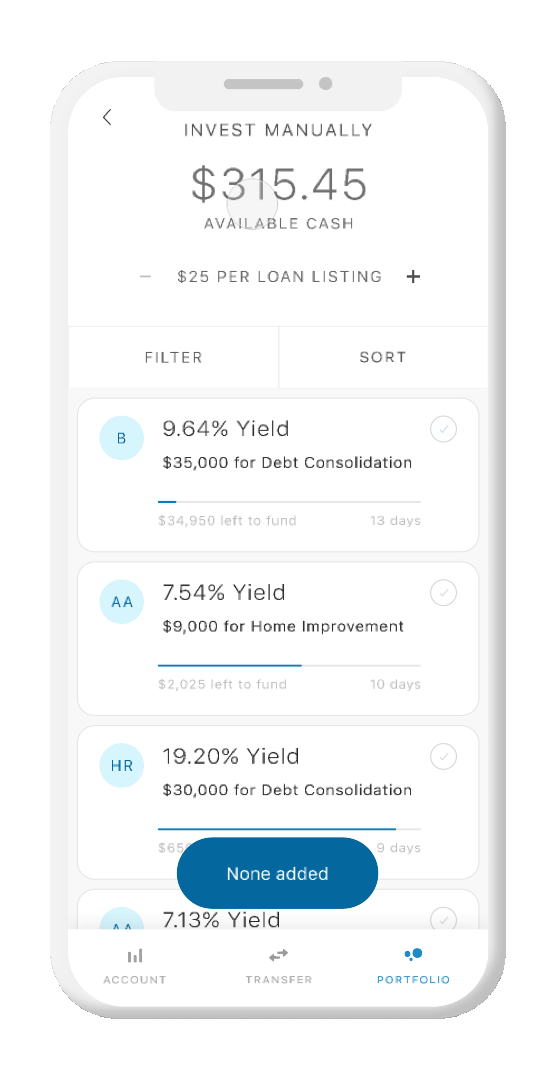 INVEST MANUALLY
$315.45
AVAILABLE CASH
− $25 PER LOAN LISTING +
FILTER
SORT
B
9.64% Yield
$35,000 for Debt Consolidation
$34,950 left to fund
13 days
AA
7.54% Yield
$9,000 for Home Improvement
$2,025 left to fund
10 days
HR
19.20% Yield
$30,000 for Debt Consolidation
9 days
None added
AA
7.13% Yield
ACCOUNT
TRANSFER
PORTFOLIO